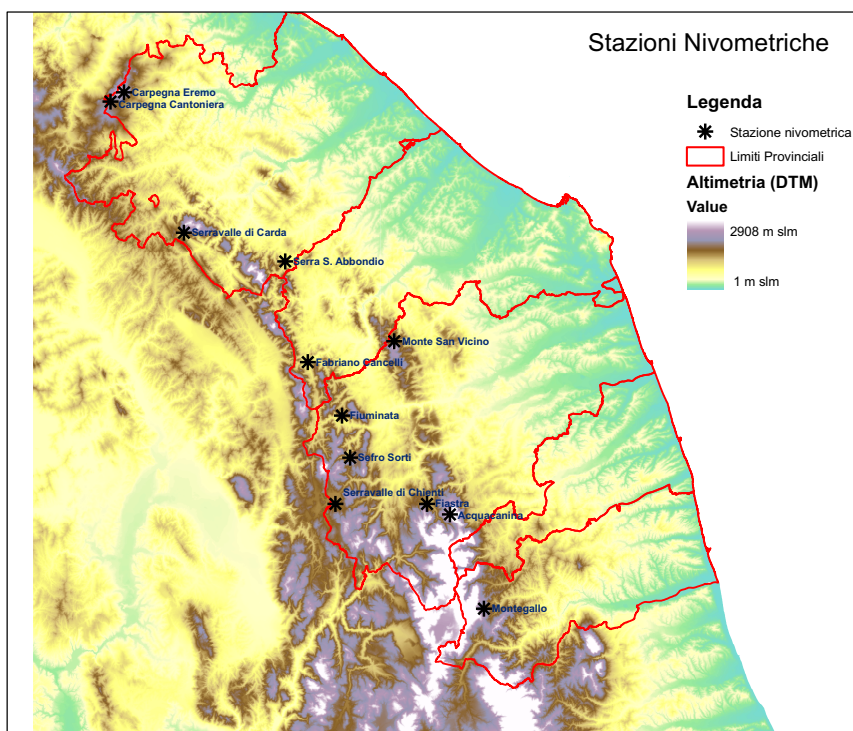 Stazioni Nivometriche
Legenda
Stazione nivometrica
Limiti Provinciali
Altimetria (DTM)
Value
2908 m slm
1 m slm
Carpegna Eremo
Carpegna Cantoniera
Serravalle di Carda
Serra S. Abbondio
Monte San Vicino
Fabriano Cancelli
Fiuminata
Sefro Sorti
Serravalle di Chienti
Fiastra
Acquacanina
Montegallo